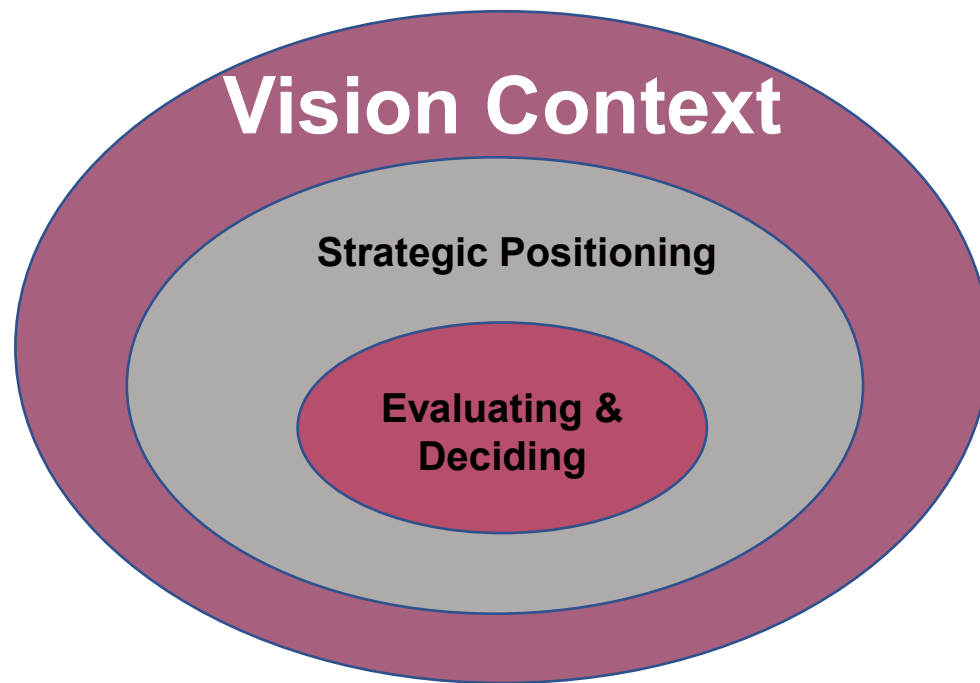 Vision Context
Strategic Positioning
Evaluating &
Deciding